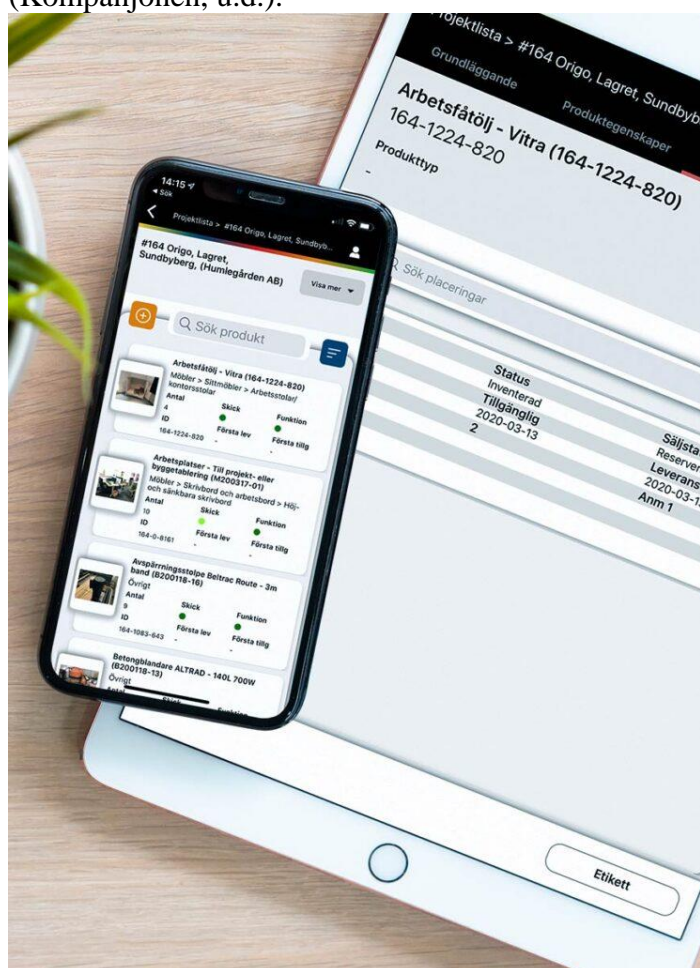 (Kompanjonen, u.d.).
Projektlista > #164 Origo, Lagret, Sundbyb
Grundläggande
Produktegenskaper
Arbetsfåtölj - Vitra (164-1224-820)
164-1224-820
Produkttyp
-
Sök placeringar
Status
Inventerad
Tillgänglig
2020-03-13
2
Säljsta
Reserver
Leverans
2020-03-1
Anm 1
Etikett
14:15
Sök
Projektlista > #164 Origo, Lagret, Sundbyb...
#164 Origo, Lagret,
Sundbyberg, (Humlegården AB)
Visa mer
Sök produkt
Arbetsfåtölj - Vitra (164-1224-820)
Möbler > Sittmöbler > Arbetsstolar/
kontorsstolar
Antal Skick Funktion
4
ID Första lev Första tillg
164-1224-820 - -
Arbetsplatser - Till projekt- eller
byggetablering (M200317-01)
Möbler > Skrivbord och arbetsbord > Höj-
och sänkbara skrivbord
Antal Skick Funktion
10
ID Första lev Första tillg
164-0-8161 - -
Avspärrningsstolpe Beltrac Route - 3m
band (B200118-16)
Övrigt
Antal Skick Funktion
9
ID Första lev Första tillg
164-1083-643 - -
Betongblandare ALTRAD - 140L 700W
(B200118-13)
Övrigt
Antal Skick Funktion